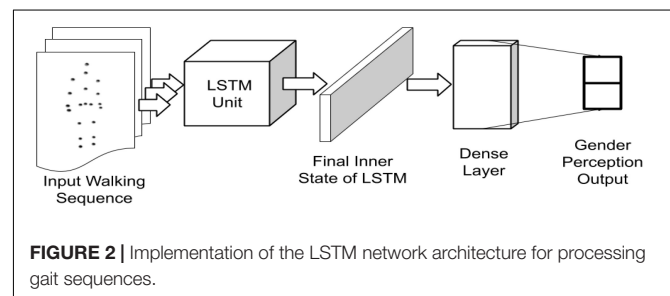 LSTM
Unit
Input Walking
Sequence
Final Inner
State of LSTM
Dense
Layer
Gender
Perception
Output
FIGURE 2 | Implementation of the LSTM network architecture for processing
gait sequences.